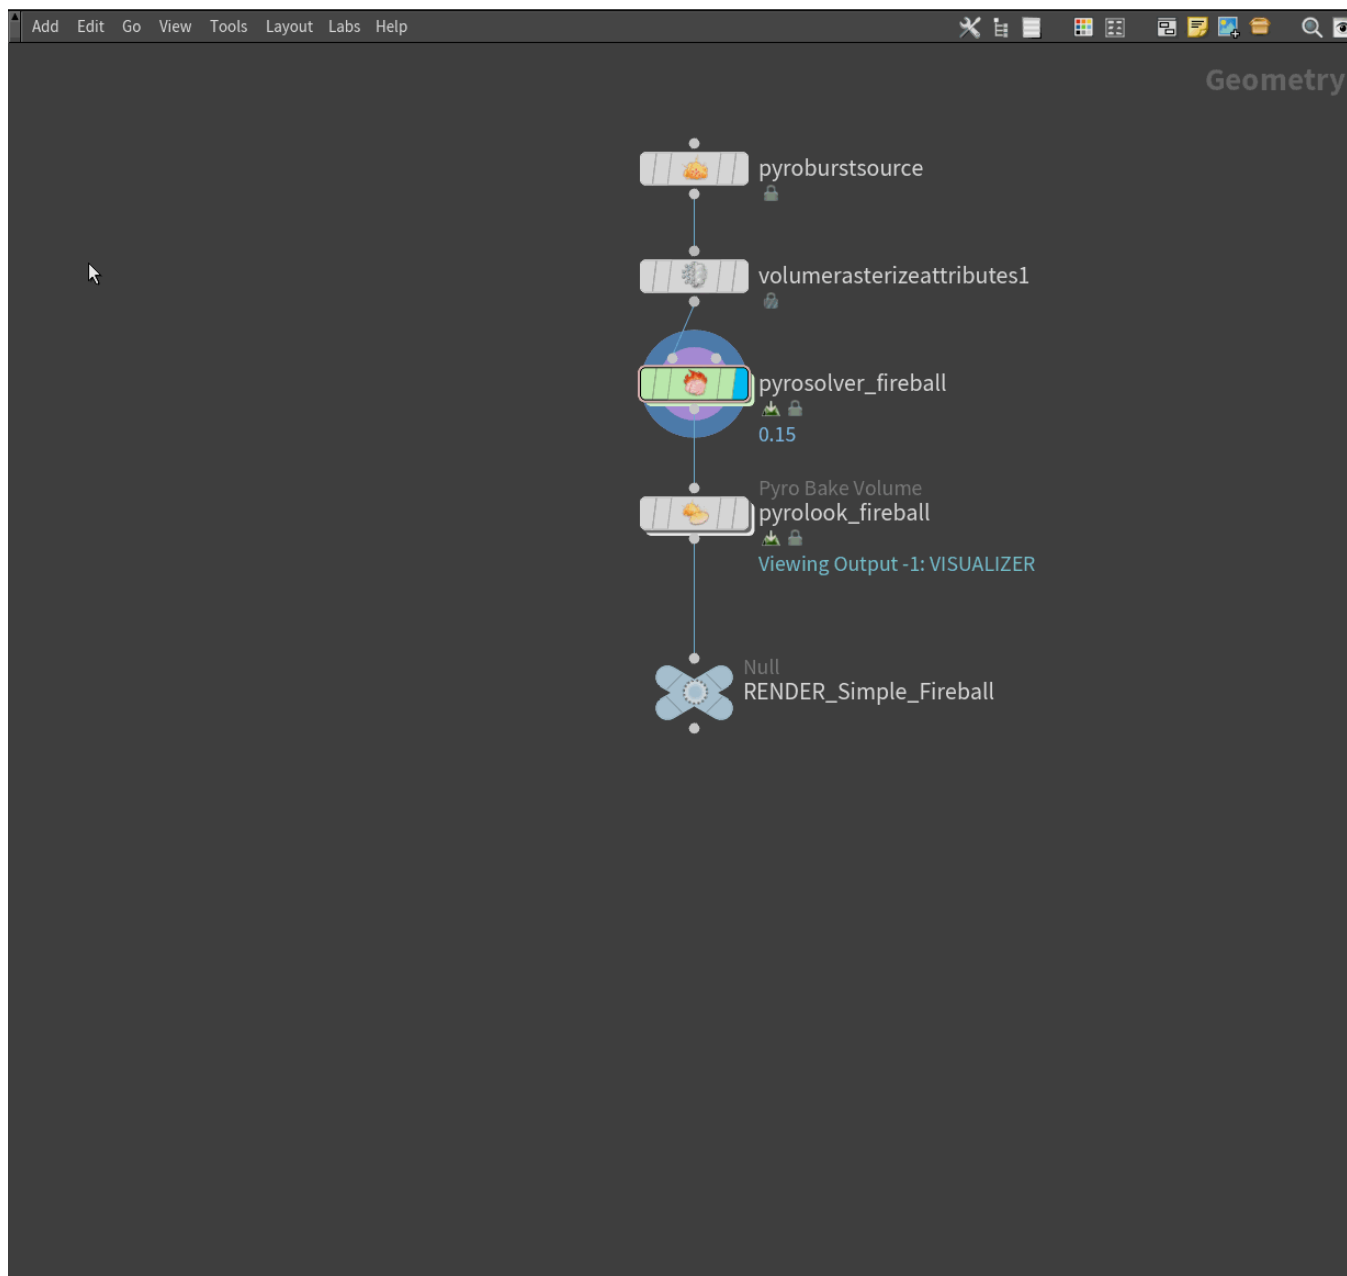 Add Edit Go View Tools Layout Labs Help
Geometry
pyroburstsource
volumerasterizeattributes1
pyrosolver_fireball
0.15
Pyro Bake Volume
pyrolook_fireball
Viewing Output -1: VISUALIZER
Null
RENDER_Simple_Fireball